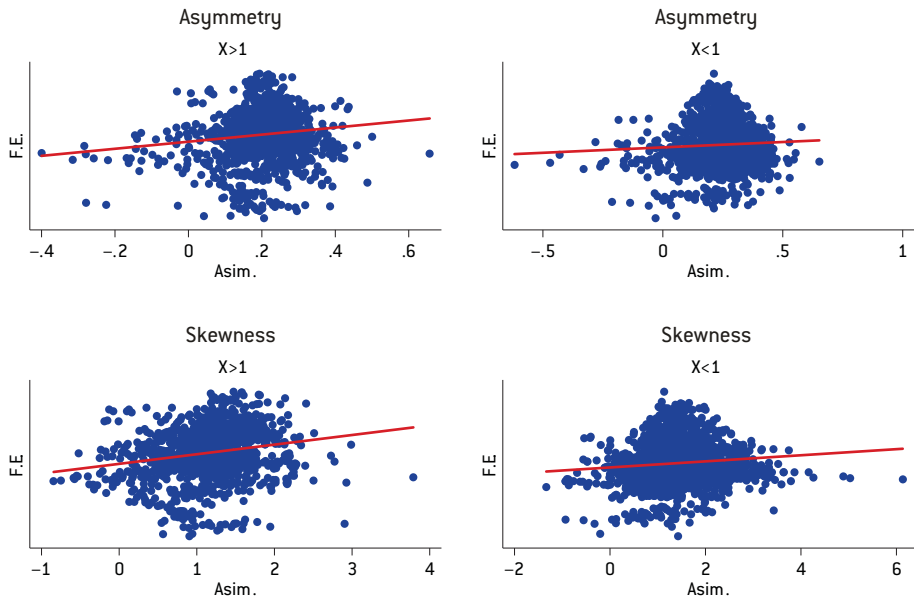 Asymmetry
X>1
F.E.
−.4 −.2 0 .2 .4 .6
Asim.
Asymmetry
X<1
F.E.
−.5 0 .5 1
Asim.
Skewness
X>1
F.E.
−1 0 1 2 3 4
Asim.
Skewness
X<1
F.E
−2 0 2 4 6
Asim.